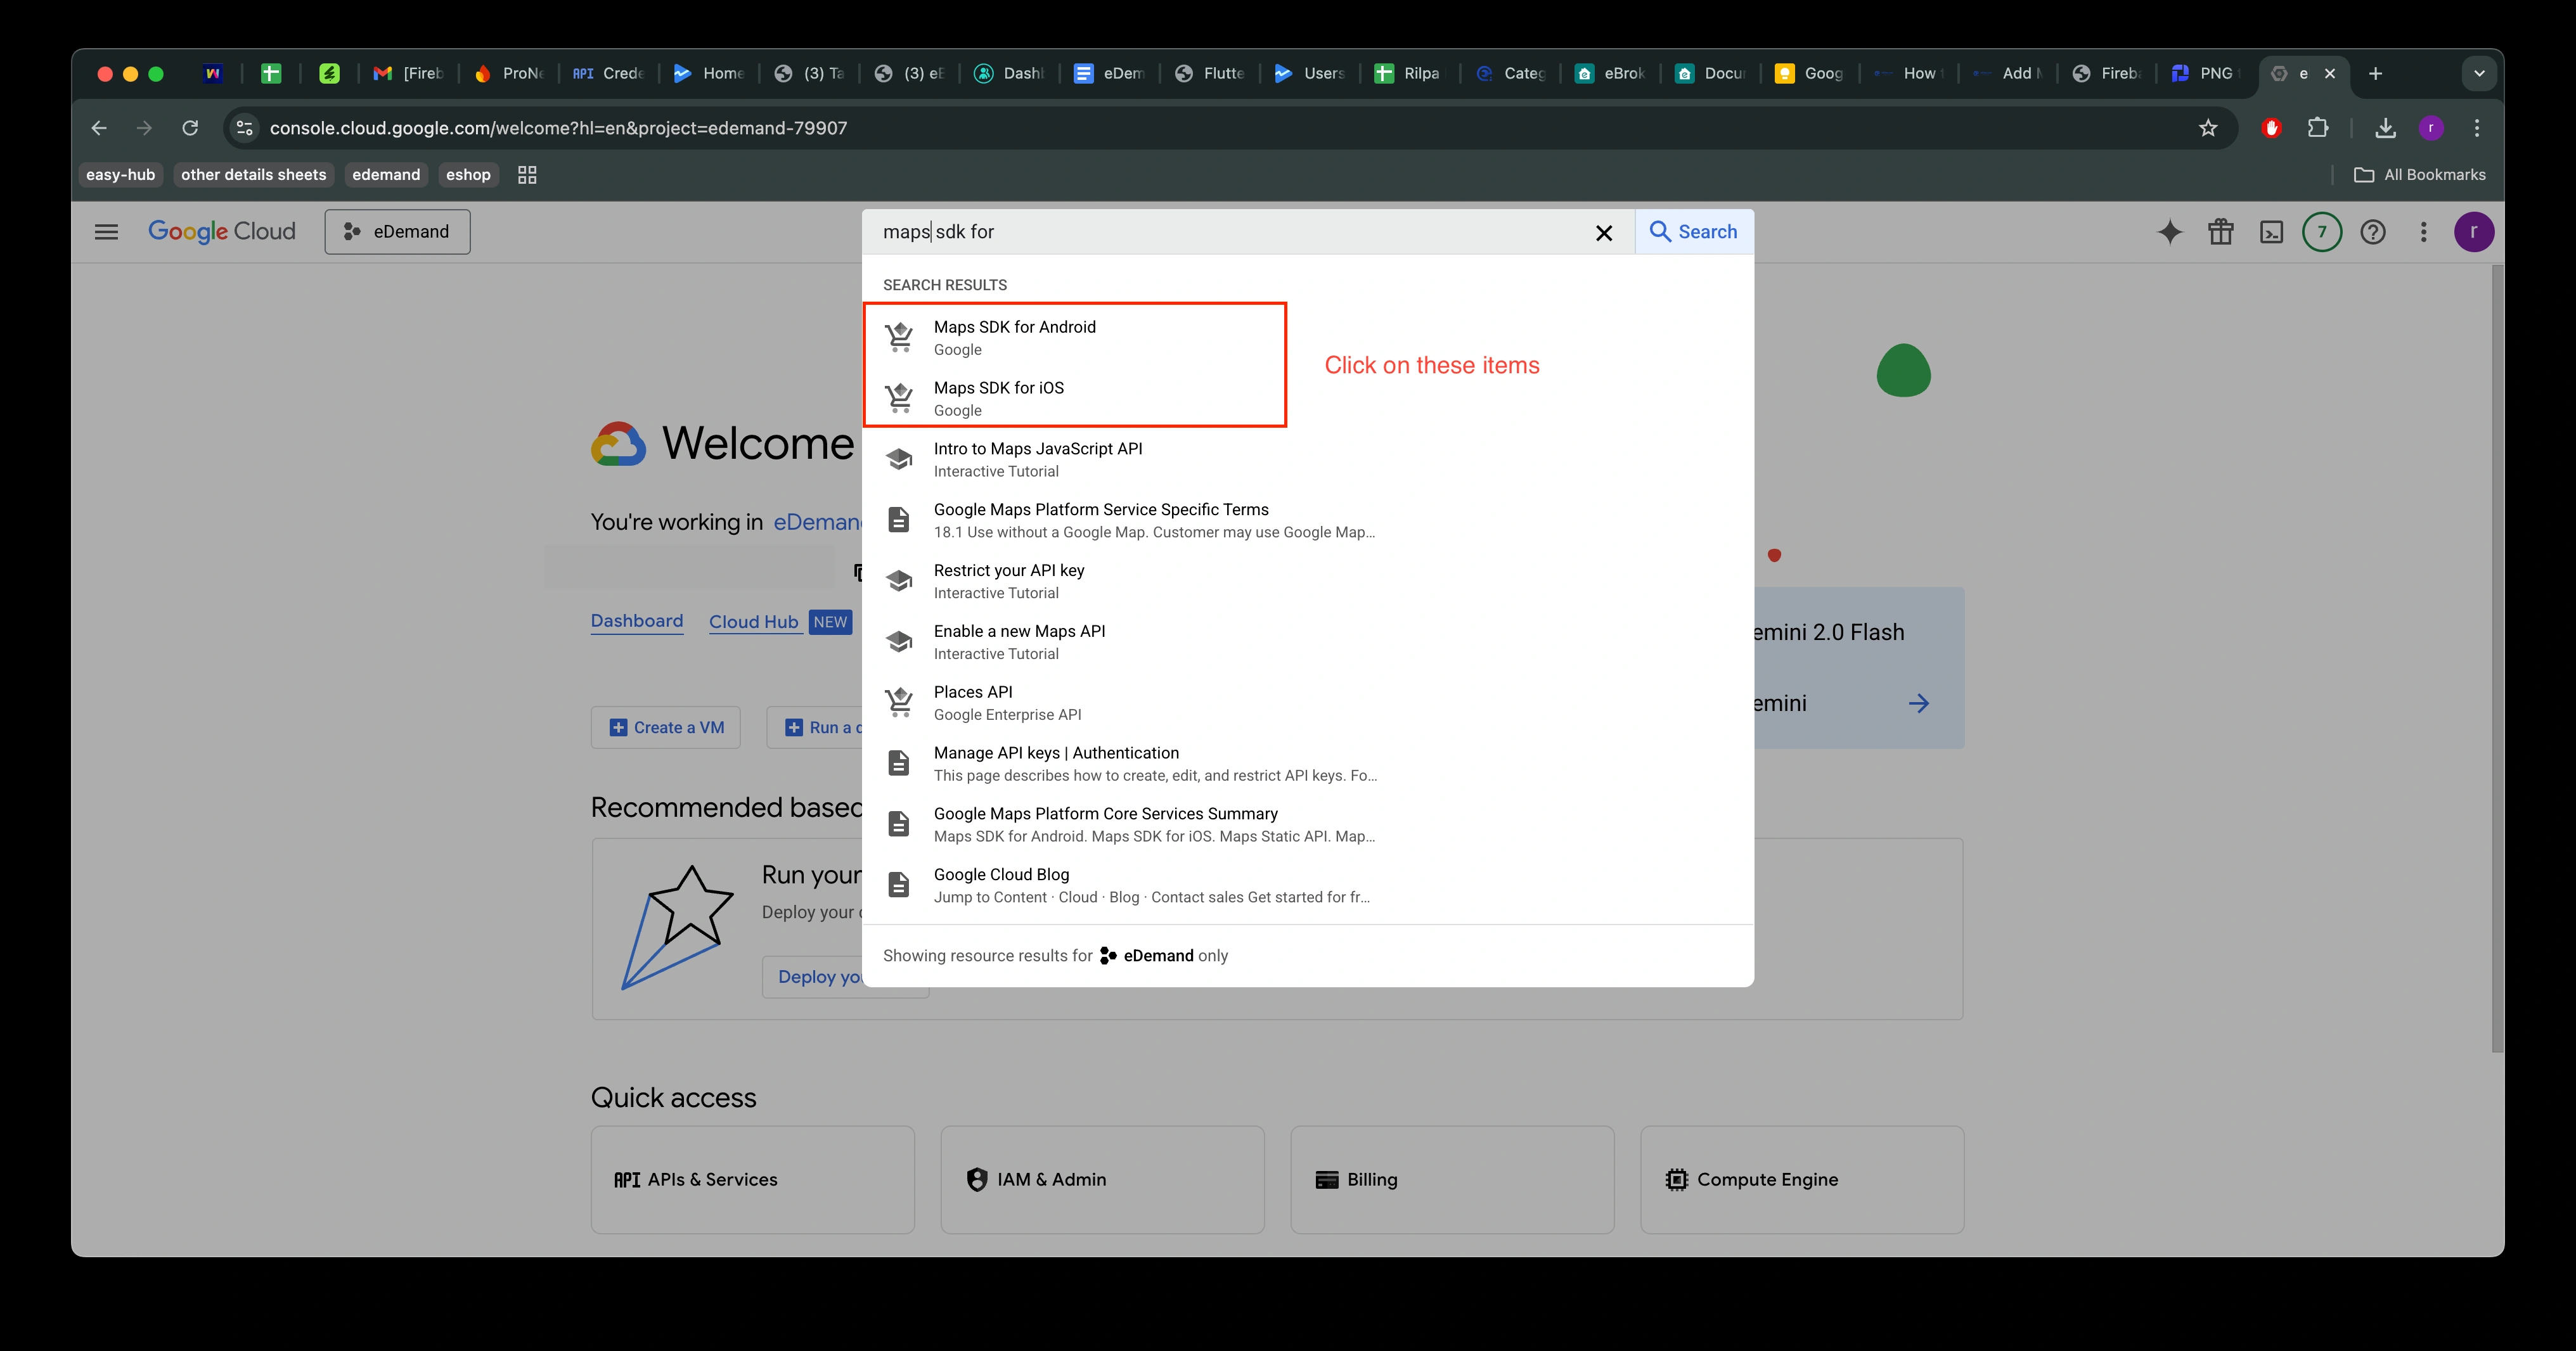 [Fireb
ProNe
API Crede
Home
(3) Ta
(3) eE
Dashb
eDem
Flutte
Users
Rilpa
Categ
eBrok
Docur
Goog
How
Add
Fireb
PNG
e
console.cloud.google.com/welcome?hl=en&project=edemand-79907
r
easy-hub
other details sheets
edemand
eshop
All Bookmarks
Google Cloud
eDemand
maps sdk for
Search
7
r
SEARCH RESULTS
Maps SDK for Android
Google
Maps SDK for iOS
Google
Click on these items
Intro to Maps JavaScript API
Interactive Tutorial
Google Maps Platform Service Specific Terms
18.1 Use without a Google Map. Customer may use Google Map...
Restrict your API key
Interactive Tutorial
Enable a new Maps API
Interactive Tutorial
Places API
Google Enterprise API
Manage API keys | Authentication
This page describes how to create, edit, and restrict API keys. Fo...
Google Maps Platform Core Services Summary
Maps SDK for Android. Maps SDK for iOS. Maps Static API. Map...
Google Cloud Blog
Jump to Content · Cloud · Blog · Contact sales Get started for fr...
Showing resource results for eDemand only
Welcome
You're working in eDeman
Dashboard
Cloud Hub NEW
emini 2.0 Flash
emini
Create a VM
Run a
Recommended based
Run your
Deploy your
Deploy yo
Quick access
API APIs & Services
IAM & Admin
Billing
Compute Engine